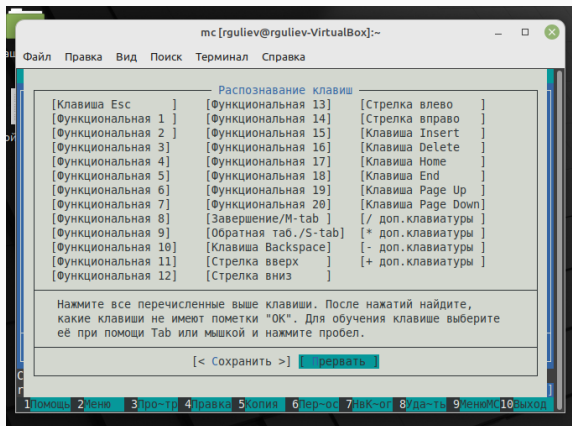 mc [rguliev@rguliev-VirtualBox]:~
Файл Правка Вид Поиск Терминал Справка
Распознавание клавиш
[Клавиша Esc ] [Функциональная 13] [Стрелка влево ]
[Функциональная 1 ] [Функциональная 14] [Стрелка вправо ]
[Функциональная 2 ] [Функциональная 15] [Клавиша Insert ]
[Функциональная 3] [Функциональная 16] [Клавиша Delete ]
[Функциональная 4] [Функциональная 17] [Клавиша Home ]
[Функциональная 5] [Функциональная 18] [Клавиша End ]
[Функциональная 6] [Функциональная 19] [Клавиша Page Up ]
[Функциональная 7] [Функциональная 20] [Клавиша Page Down]
[Функциональная 8] [Завершение/M-tab ] [/ доп.клавиатуры ]
[Функциональная 9] [Обратная таб./S-tab] [* доп.клавиатуры ]
[Функциональная 10] [Клавиша Backspace] [- доп.клавиатуры ]
[Функциональная 11] [Стрелка вверх ] [+ доп.клавиатуры ]
[Функциональная 12] [Стрелка вниз ]
Нажмите все перечисленные выше клавиши. После нажатий найдите,
какие клавиши не имеют пометки "OK". Для обучения клавише выберите
её при помощи Tab или мышкой и нажмите пробел.
[< Сохранить >] [ Прервать ]
1Помощь 2Меню 3Про~тр 4Правка 5Копия 6Пер~ос 7НвК~ог 8Уда~ть 9МенюMC 10Выход